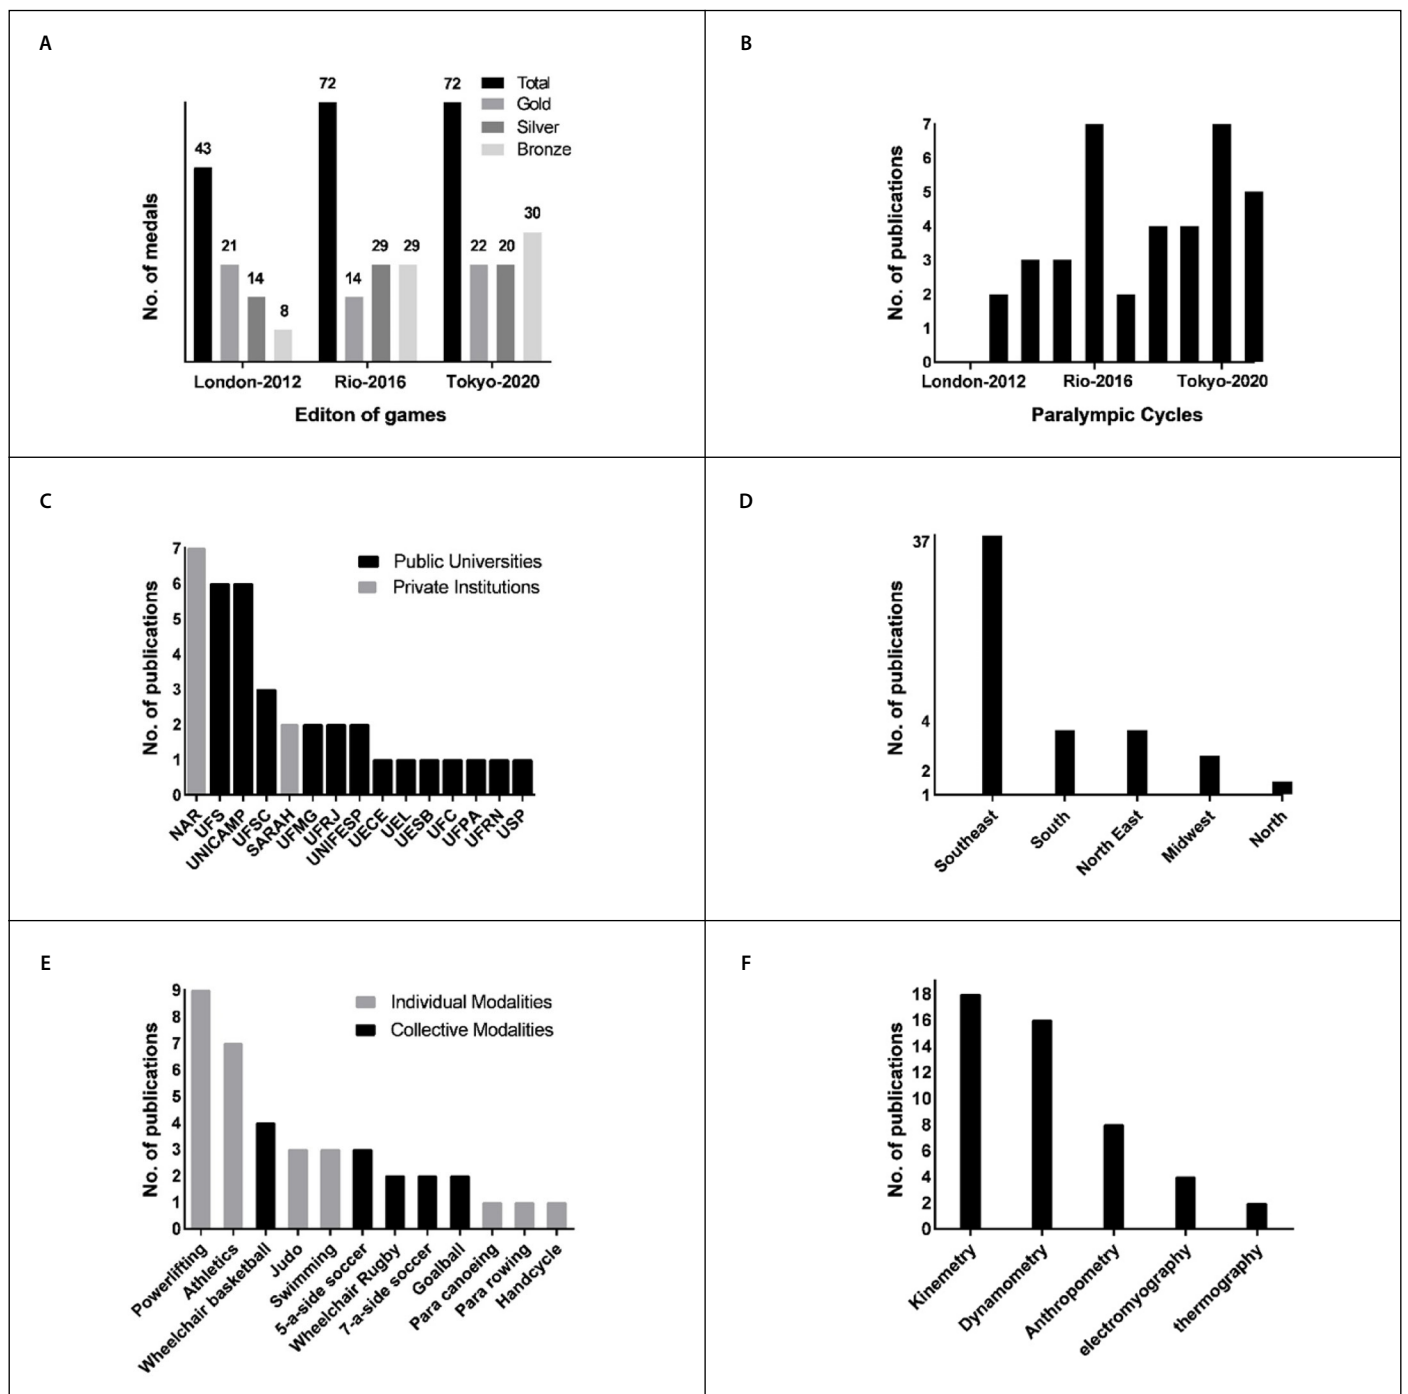 A
72
72
43
21
14
8
14
29
29
22
20
30
Total
Gold
Silver
Bronze
No. of medals
London-2012
Rio-2016
Tokyo-2020
Editon of games
B
7
6
5
4
3
2
1
0
No. of publications
London-2012
Rio-2016
Tokyo-2020
Paralympic Cycles
C
7
6
5
4
3
2
1
0
No. of publications
Public Universities
Private Institutions
NAR
UFS
UNICAMP
UFSC
SARAH
UFMG
UFRJ
UNIFESP
UECE
UEL
UESB
UFC
UFPA
UFRN
USP
D
37
4
2
1
No. of publications
Southeast
South
North East
Midwest
North
E
9
8
7
6
5
4
3
2
1
0
No. of publications
Individual Modalities
Collective Modalities
Powerlifting
Athletics
Wheelchair basketball
Judo
Swimming
5-a-side soccer
Wheelchair Rugby
7-a-side soccer
Goalball
Para canoeing
Para rowing
Handcycle
F
18
16
14
12
10
8
6
4
2
0
No. of publications
Kinemetry
Dynamometry
Anthropometry
electromyography
thermography